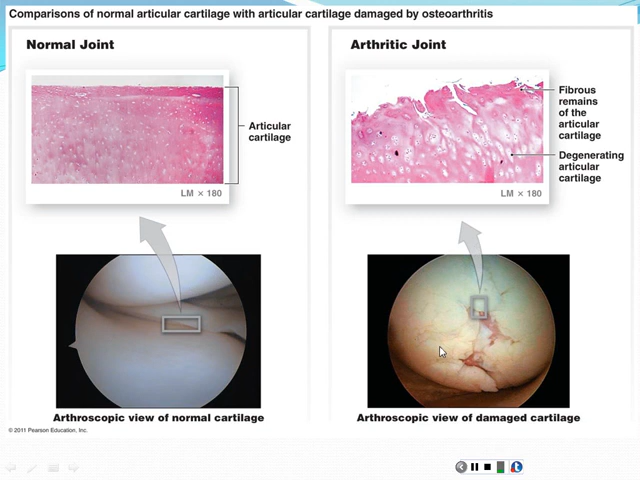 Comparisons of normal articular cartilage with articular cartilage damaged by osteoarthritis
Normal Joint
Articular
cartilage
LM × 180
Arthroscopic view of normal cartilage
Arthritic Joint
Fibrous
remains
of the
articular
cartilage
Degenerating
articular
cartilage
LM × 180
Arthroscopic view of damaged cartilage
© 2011 Pearson Education, Inc.